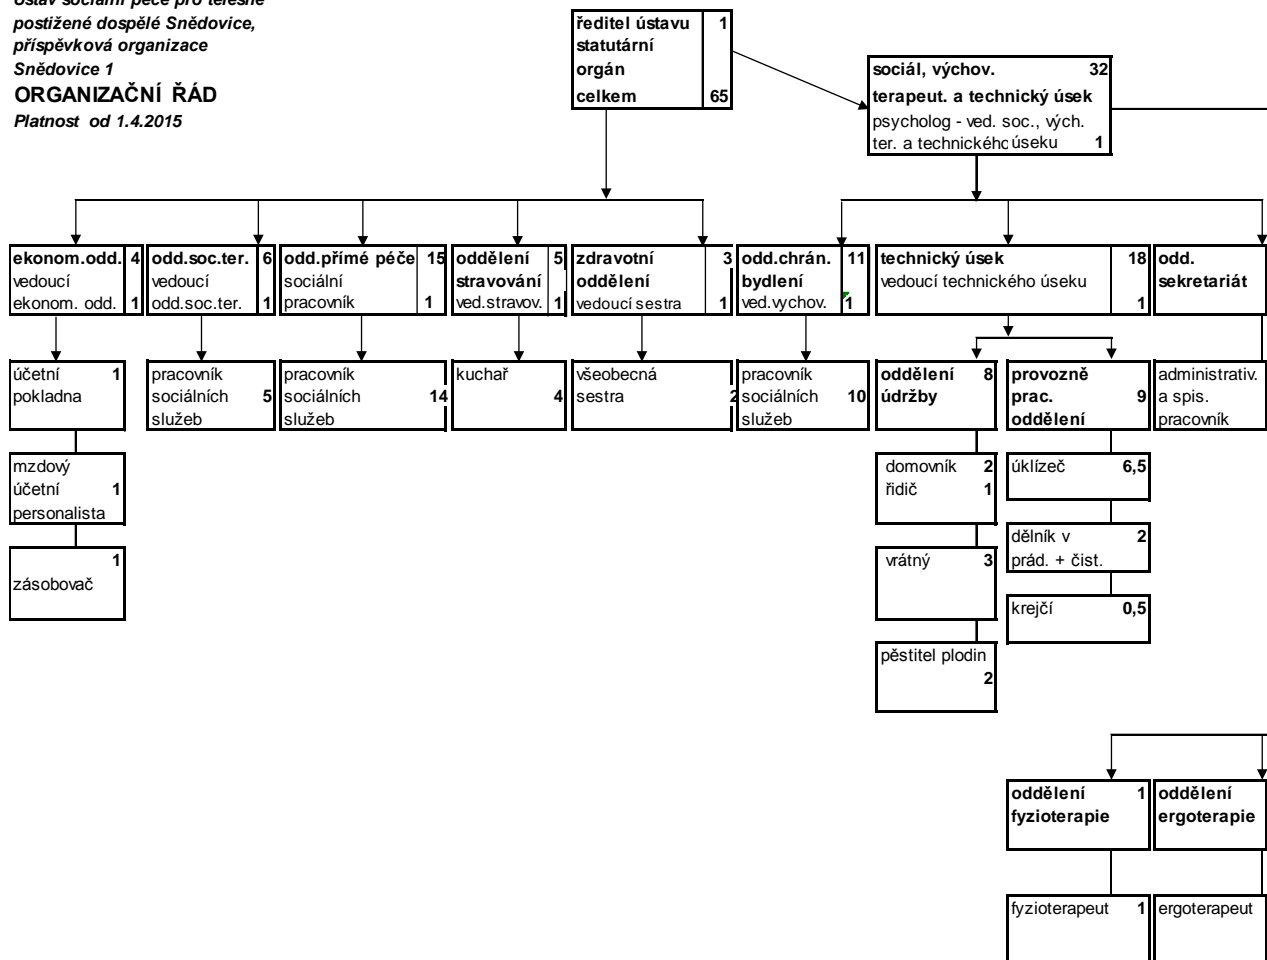 Ústav sociální péče pro tělesně
postižené dospělé Snědovice,
příspěvková organizace
Snědovice 1
ORGANIZAČNÍ ŘÁD
Platnost od 1.4.2015
ředitel ústavu 1
statutární
orgán
celkem 65
sociál, výchov. 32
terapeut. a technický úsek
psycholog - ved. soc., vých.
ter. a technickéhc úseku 1
ekonom.odd. 4
vedoucí
ekonom. odd. 1
odd.soc.ter. 6
vedoucí
odd.soc.ter. 1
odd.přímé péče 15
sociální
pracovník 1
oddělení 5
stravování
ved.stravov. 1
zdravotní 3
oddělení
vedoucí sestra 1
odd.chrán. 11
bydlení
ved.vychov. 1
technický úsek 18
vedoucí technického úseku
1
odd.
sekretariát
účetní 1
pokladna
pracovník
sociálních 5
služeb
pracovník
sociálních 14
služeb
kuchař
4
všeobecná
sestra 2
pracovník
sociálních 10
služeb
oddělení 8
údržby
provozně
prac. 9
oddělení
administrativ.
a spis.
pracovník
mzdový
účetní 1
personalista
1
zásobovač
domovník 2
řidič 1
vrátný 3
pěstitel plodin
2
úklízeč 6,5
dělník v 2
prád. + čist.
krejčí 0,5
oddělení 1
fyzioterapie
oddělení
ergoterapie
fyzioterapeut 1
ergoterapeut